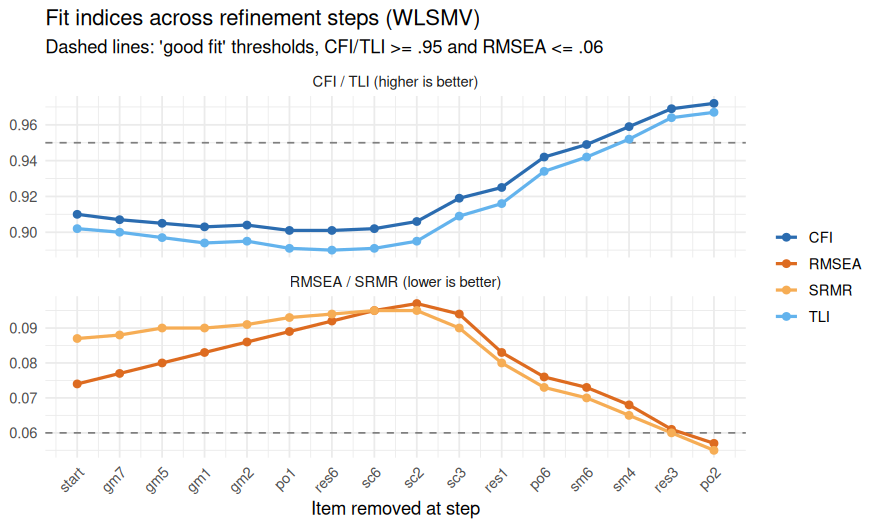 Fit indices across refinement steps (WLSMV)
Dashed lines: 'good fit' thresholds, CFI/TLI >= .95 and RMSEA <= .06
CFI / TLI (higher is better)
0.96
0.94
0.92
0.90
RMSEA / SRMR (lower is better)
0.09
0.08
0.07
0.06
start gm7 gm5 gm1 gm2 po1 res6 sc6 sc2 sc3 res1 po6 sm6 sm4 res3 po2
Item removed at step
CFI
RMSEA
SRMR
TLI